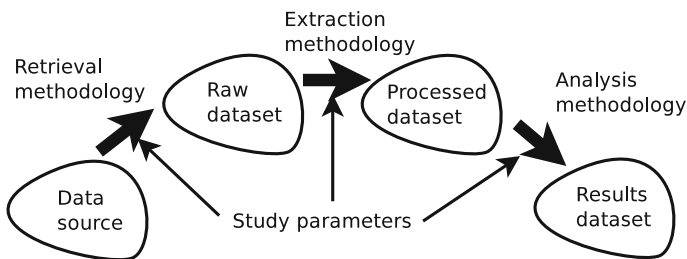 Retrieval
methodology
Extraction
methodology
Analysis
methodology
Raw
dataset
Processed
dataset
Data
source
Results
dataset
Study parameters